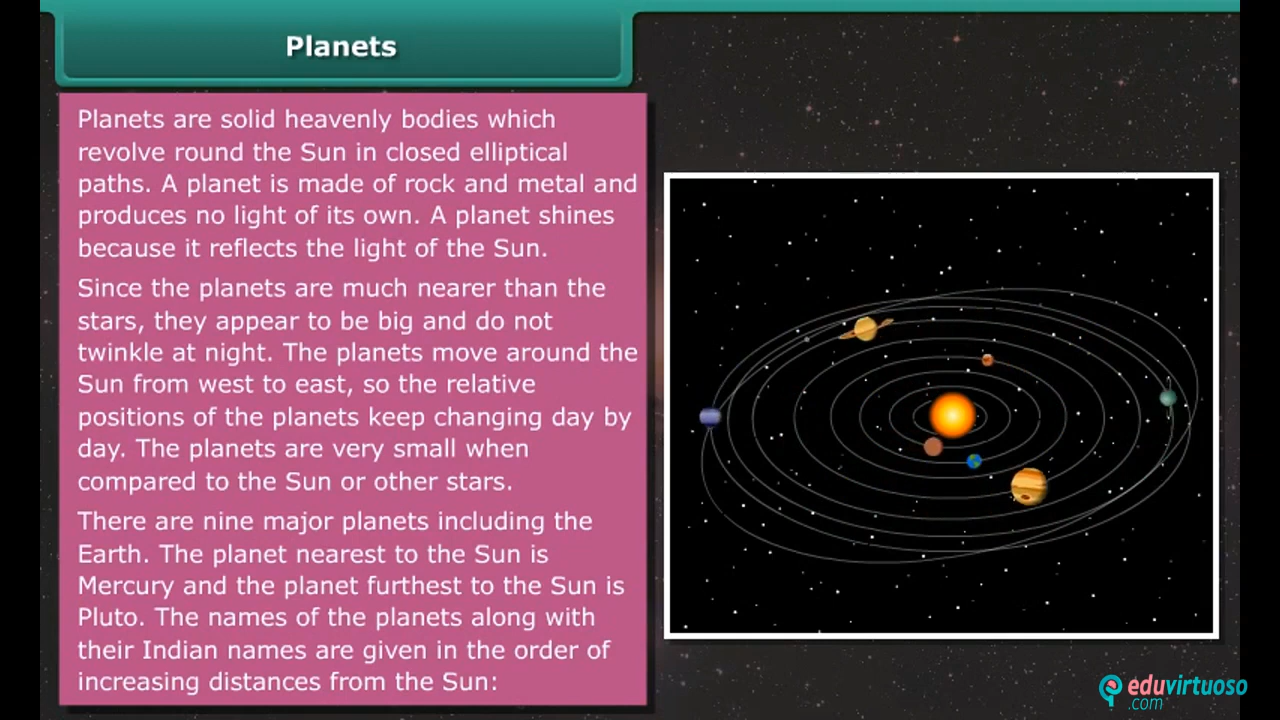 Planets
Planets are solid heavenly bodies which
revolve round the Sun in closed elliptical
paths. A planet is made of rock and metal and
produces no light of its own. A planet shines
because it reflects the light of the Sun.
Since the planets are much nearer than the
stars, they appear to be big and do not
twinkle at night. The planets move around the
Sun from west to east, so the relative
positions of the planets keep changing day by
day. The planets are very small when
compared to the Sun or other stars.
There are nine major planets including the
Earth. The planet nearest to the Sun is
Mercury and the planet furthest to the Sun is
Pluto. The names of the planets along with
their Indian names are given in the order of
increasing distances from the Sun:
eduvirtuoso
.com